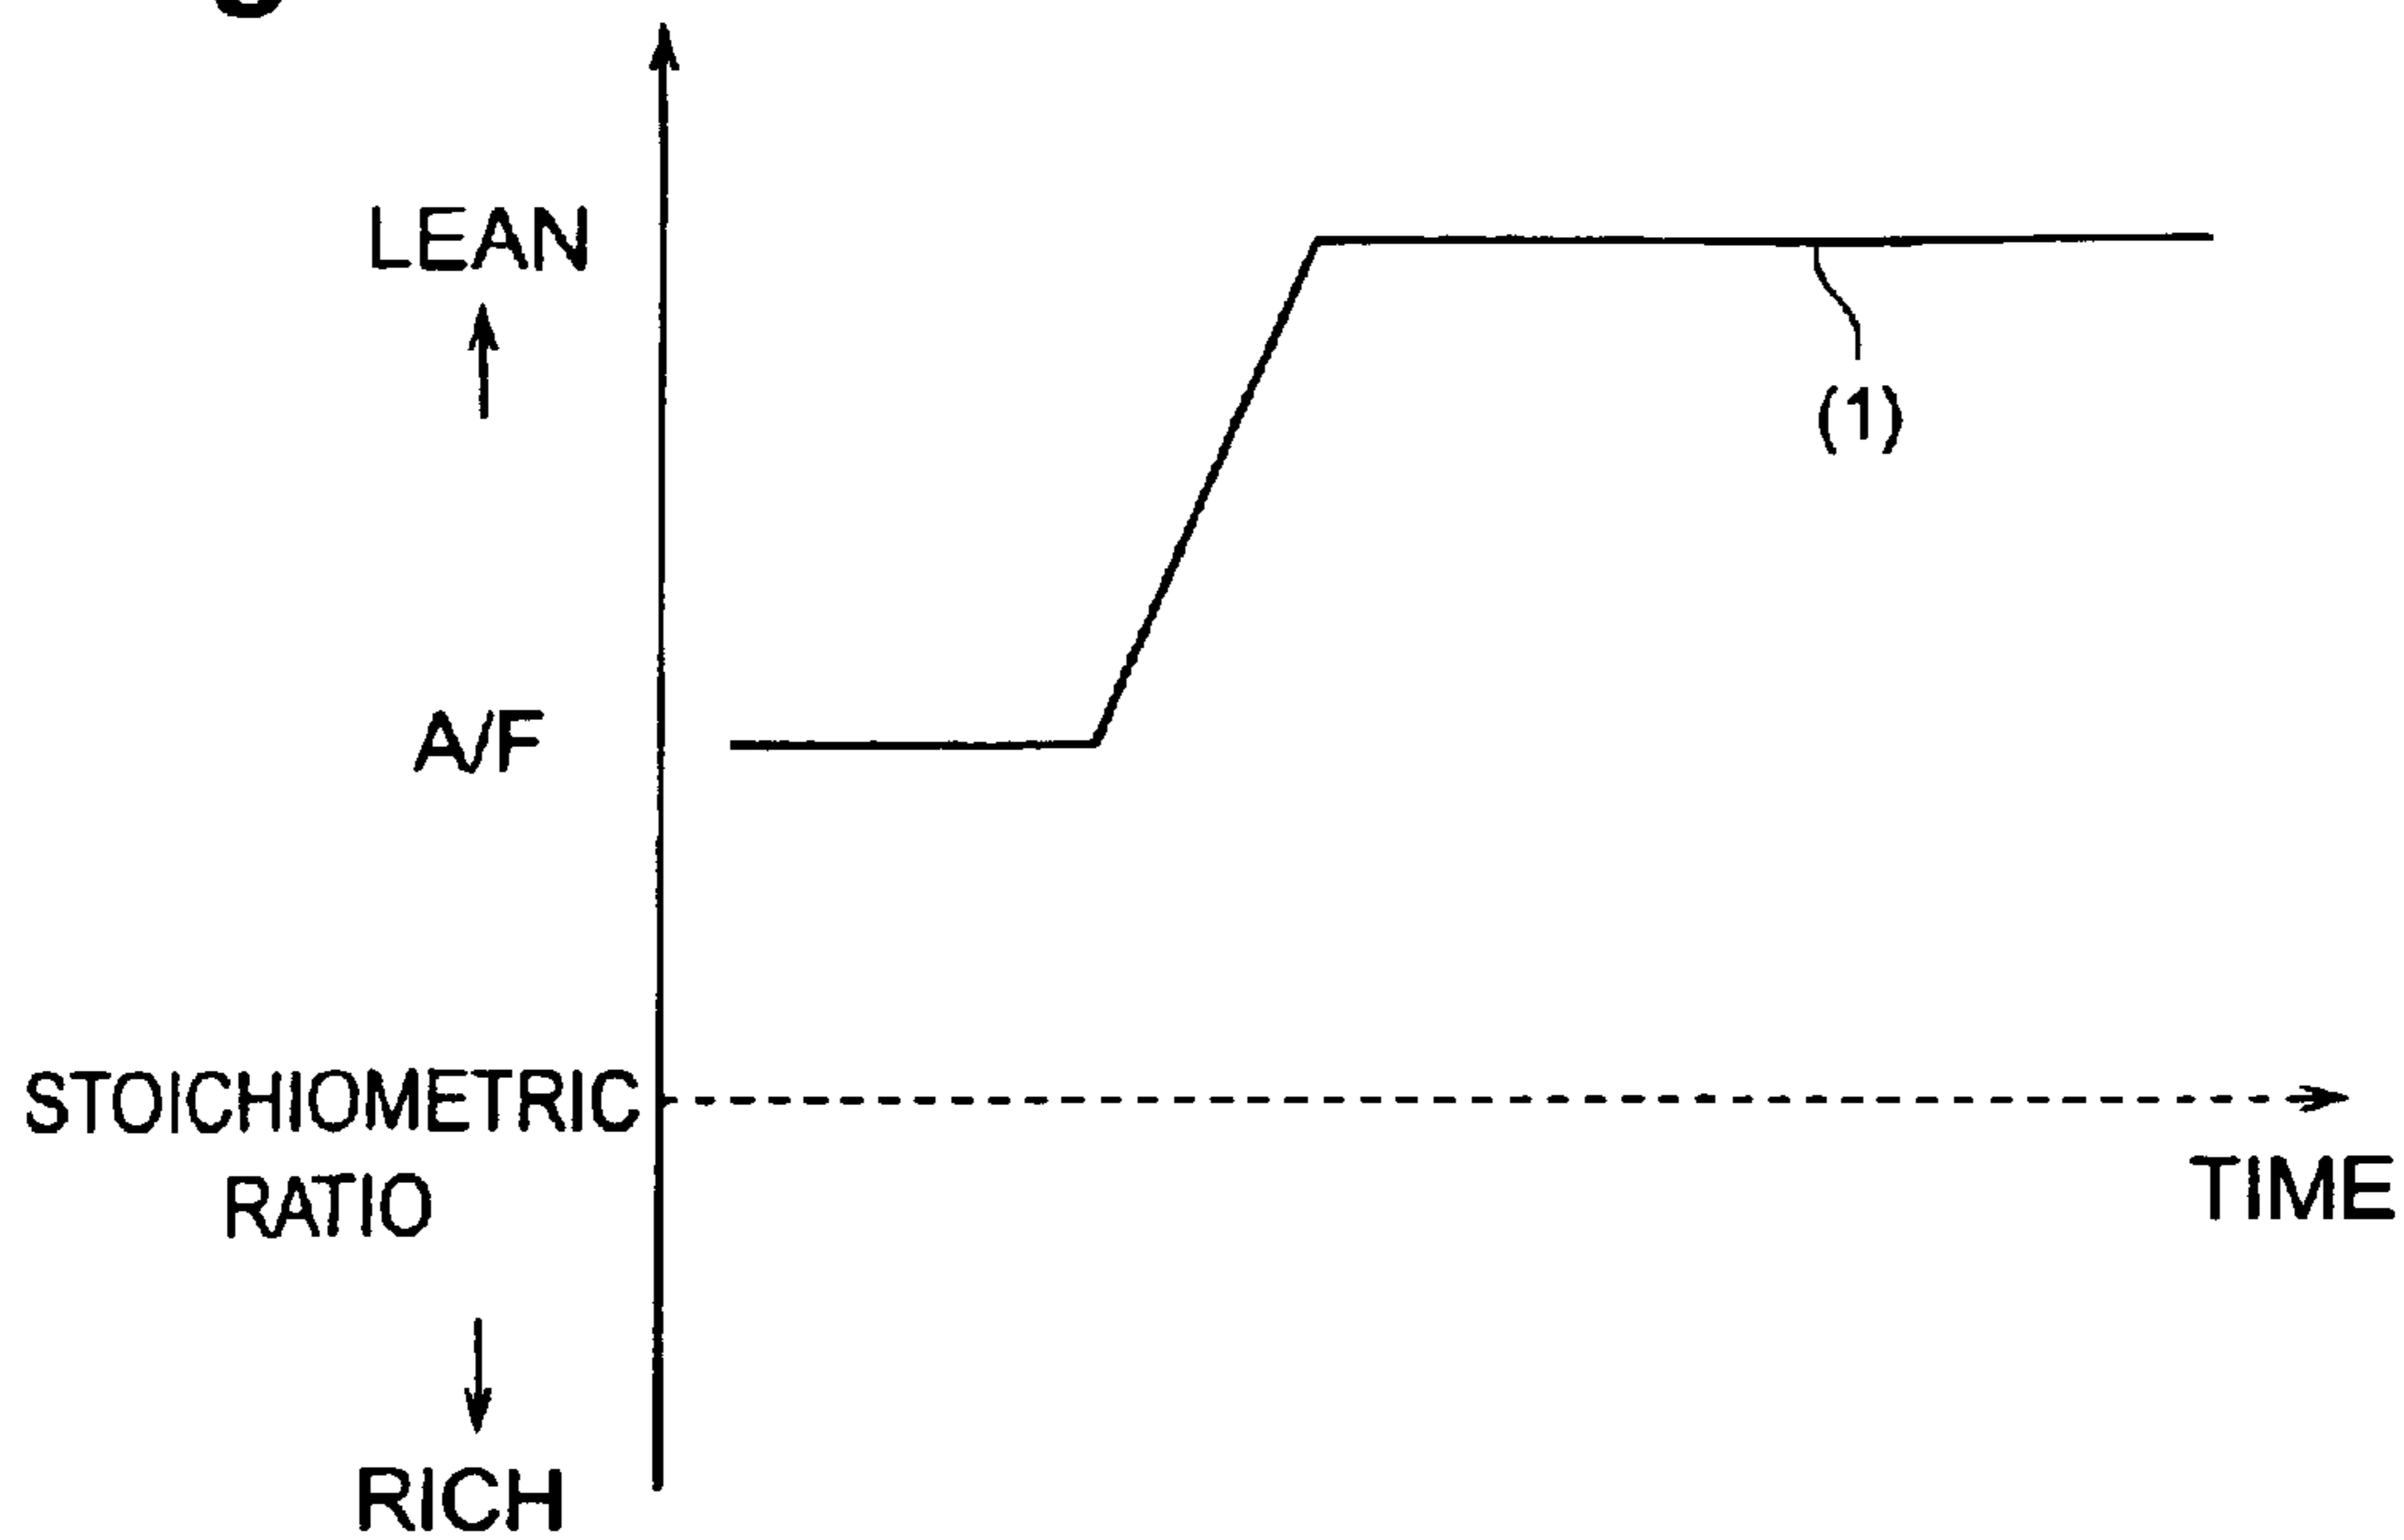 LEAN
(1)
A/F
STOICHIOMETRIC
RATIO
TIME
RICH